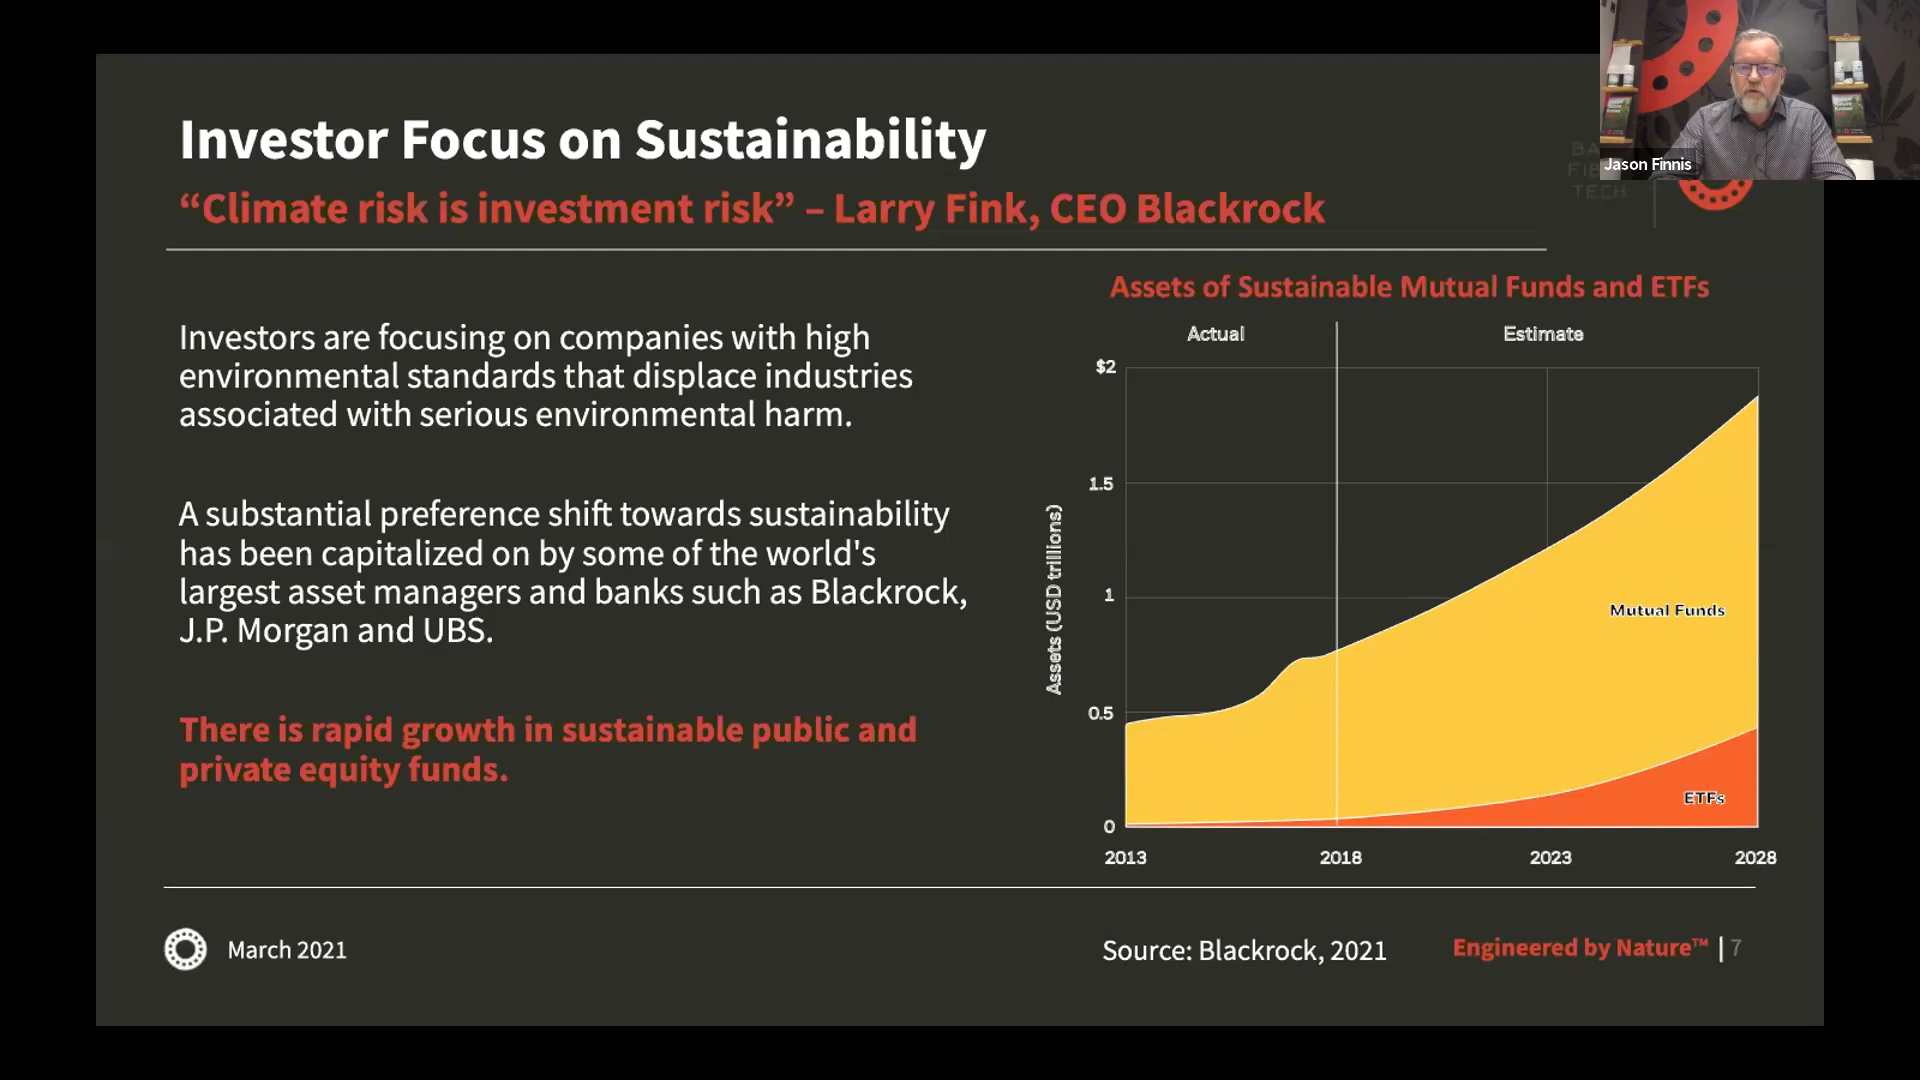 Investor Focus on Sustainability
“Climate risk is investment risk” – Larry Fink, CEO Blackrock
Jason Finnis
TECH
Investors are focusing on companies with high
environmental standards that displace industries
associated with serious environmental harm.
A substantial preference shift towards sustainability
has been capitalized on by some of the world's
largest asset managers and banks such as Blackrock,
J.P. Morgan and UBS.
There is rapid growth in sustainable public and
private equity funds.
Assets of Sustainable Mutual Funds and ETFs
Actual
Estimate
$2
1.5
1
0.5
0
Assets (USD trillions)
Mutual Funds
ETFs
2013
2018
2023
2028
March 2021
Source: Blackrock, 2021
Engineered by Nature™ | 7